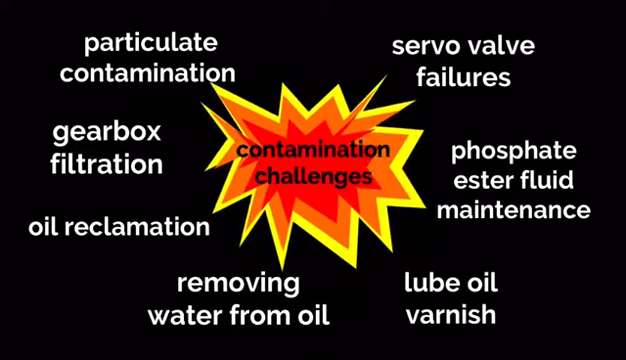 particulate
contamination
servo valve
failures
gearbox
filtration
contamination
challenges
phosphate
ester fluid
maintenance
oil reclamation
removing
water from oil
lube oil
varnish